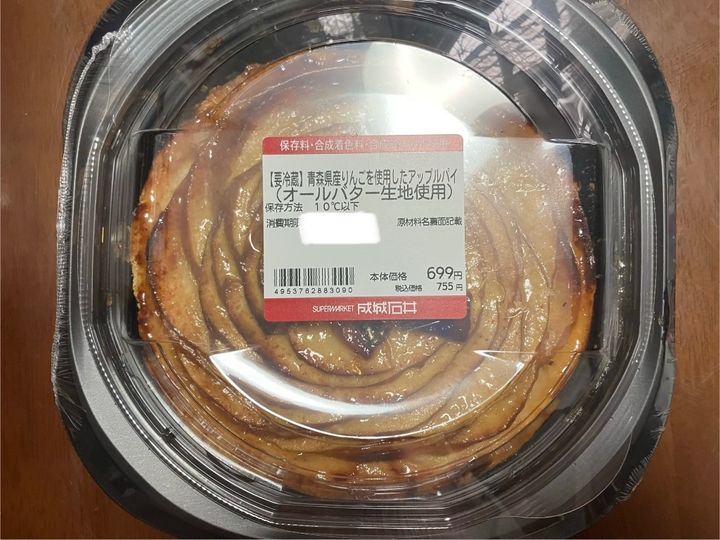 保存料・合成着色料・合成
【要冷蔵】青森県産りんごを使用したアップルパイ
(オールバター生地使用)
保存方法 10℃以下
消費期限 原材料名裏面記載
本体価格 699円
4953762883090 税込価格 755円
SUPERMARKET 成城石井